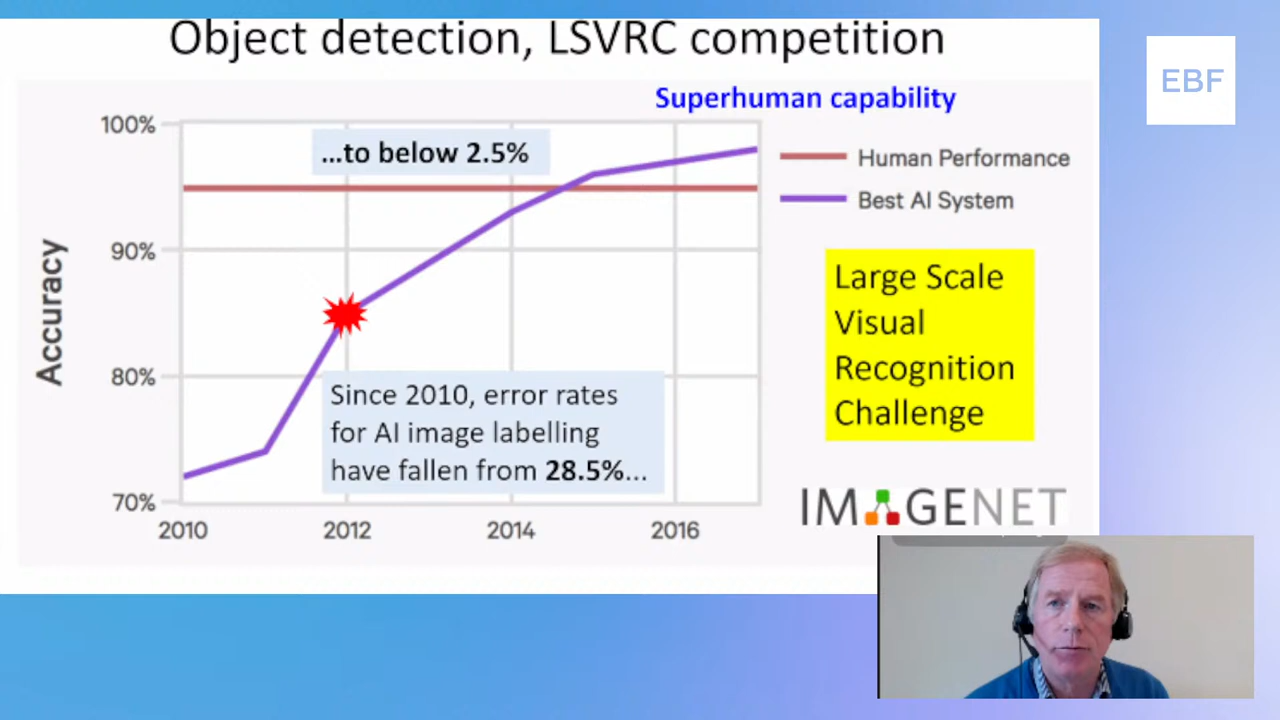 Object detection, LSVRC competition
EBF
Superhuman capability
100%
...to below 2.5%
Human Performance
Best AI System
90%
Accuracy
Large Scale
Visual
Recognition
Challenge
80%
Since 2010, error rates
for AI image labelling
have fallen from 28.5%...
70%
IMAGENET
2010
2012
2014
2016